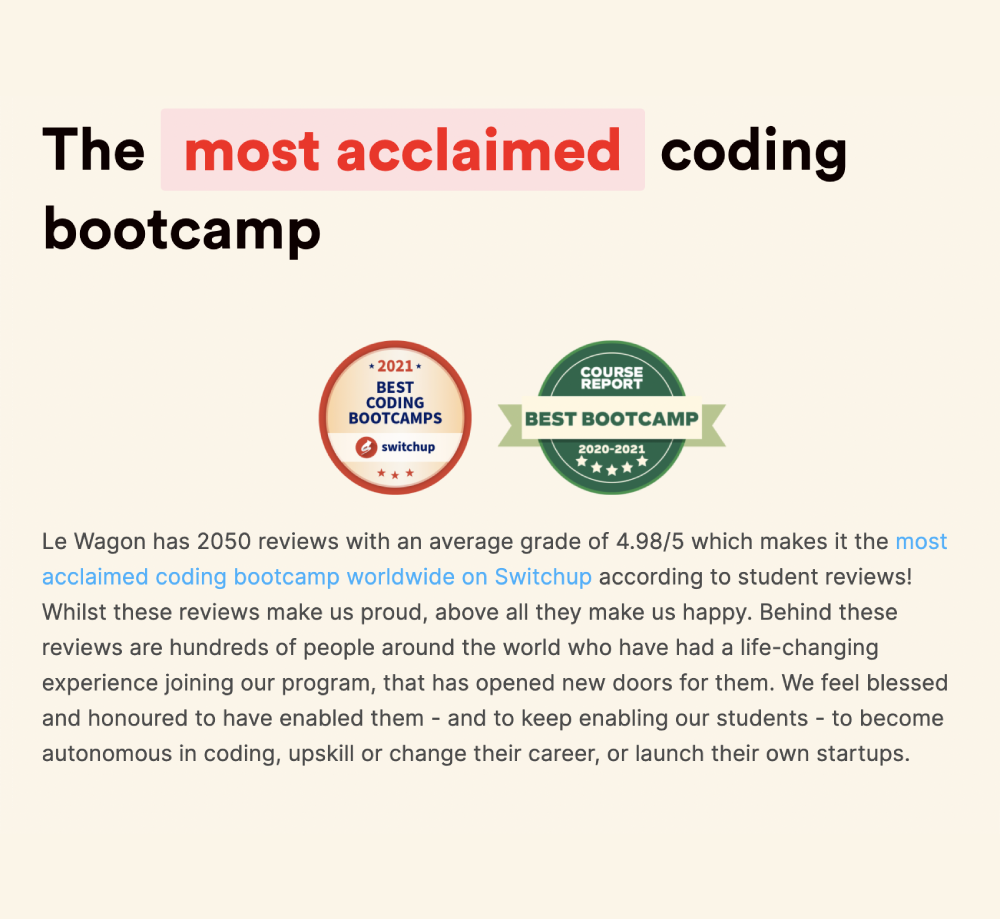 The most acclaimed coding
bootcamp
2021
BEST
CODING
BOOTCAMPS
switchup
COURSE
REPORT
BEST BOOTCAMP
2020-2021
Le Wagon has 2050 reviews with an average grade of 4.98/5 which makes it the most
acclaimed coding bootcamp worldwide on Switchup according to student reviews!
Whilst these reviews make us proud, above all they make us happy. Behind these
reviews are hundreds of people around the world who have had a life-changing
experience joining our program, that has opened new doors for them. We feel blessed
and honoured to have enabled them - and to keep enabling our students - to become
autonomous in coding, upskill or change their career, or launch their own startups.